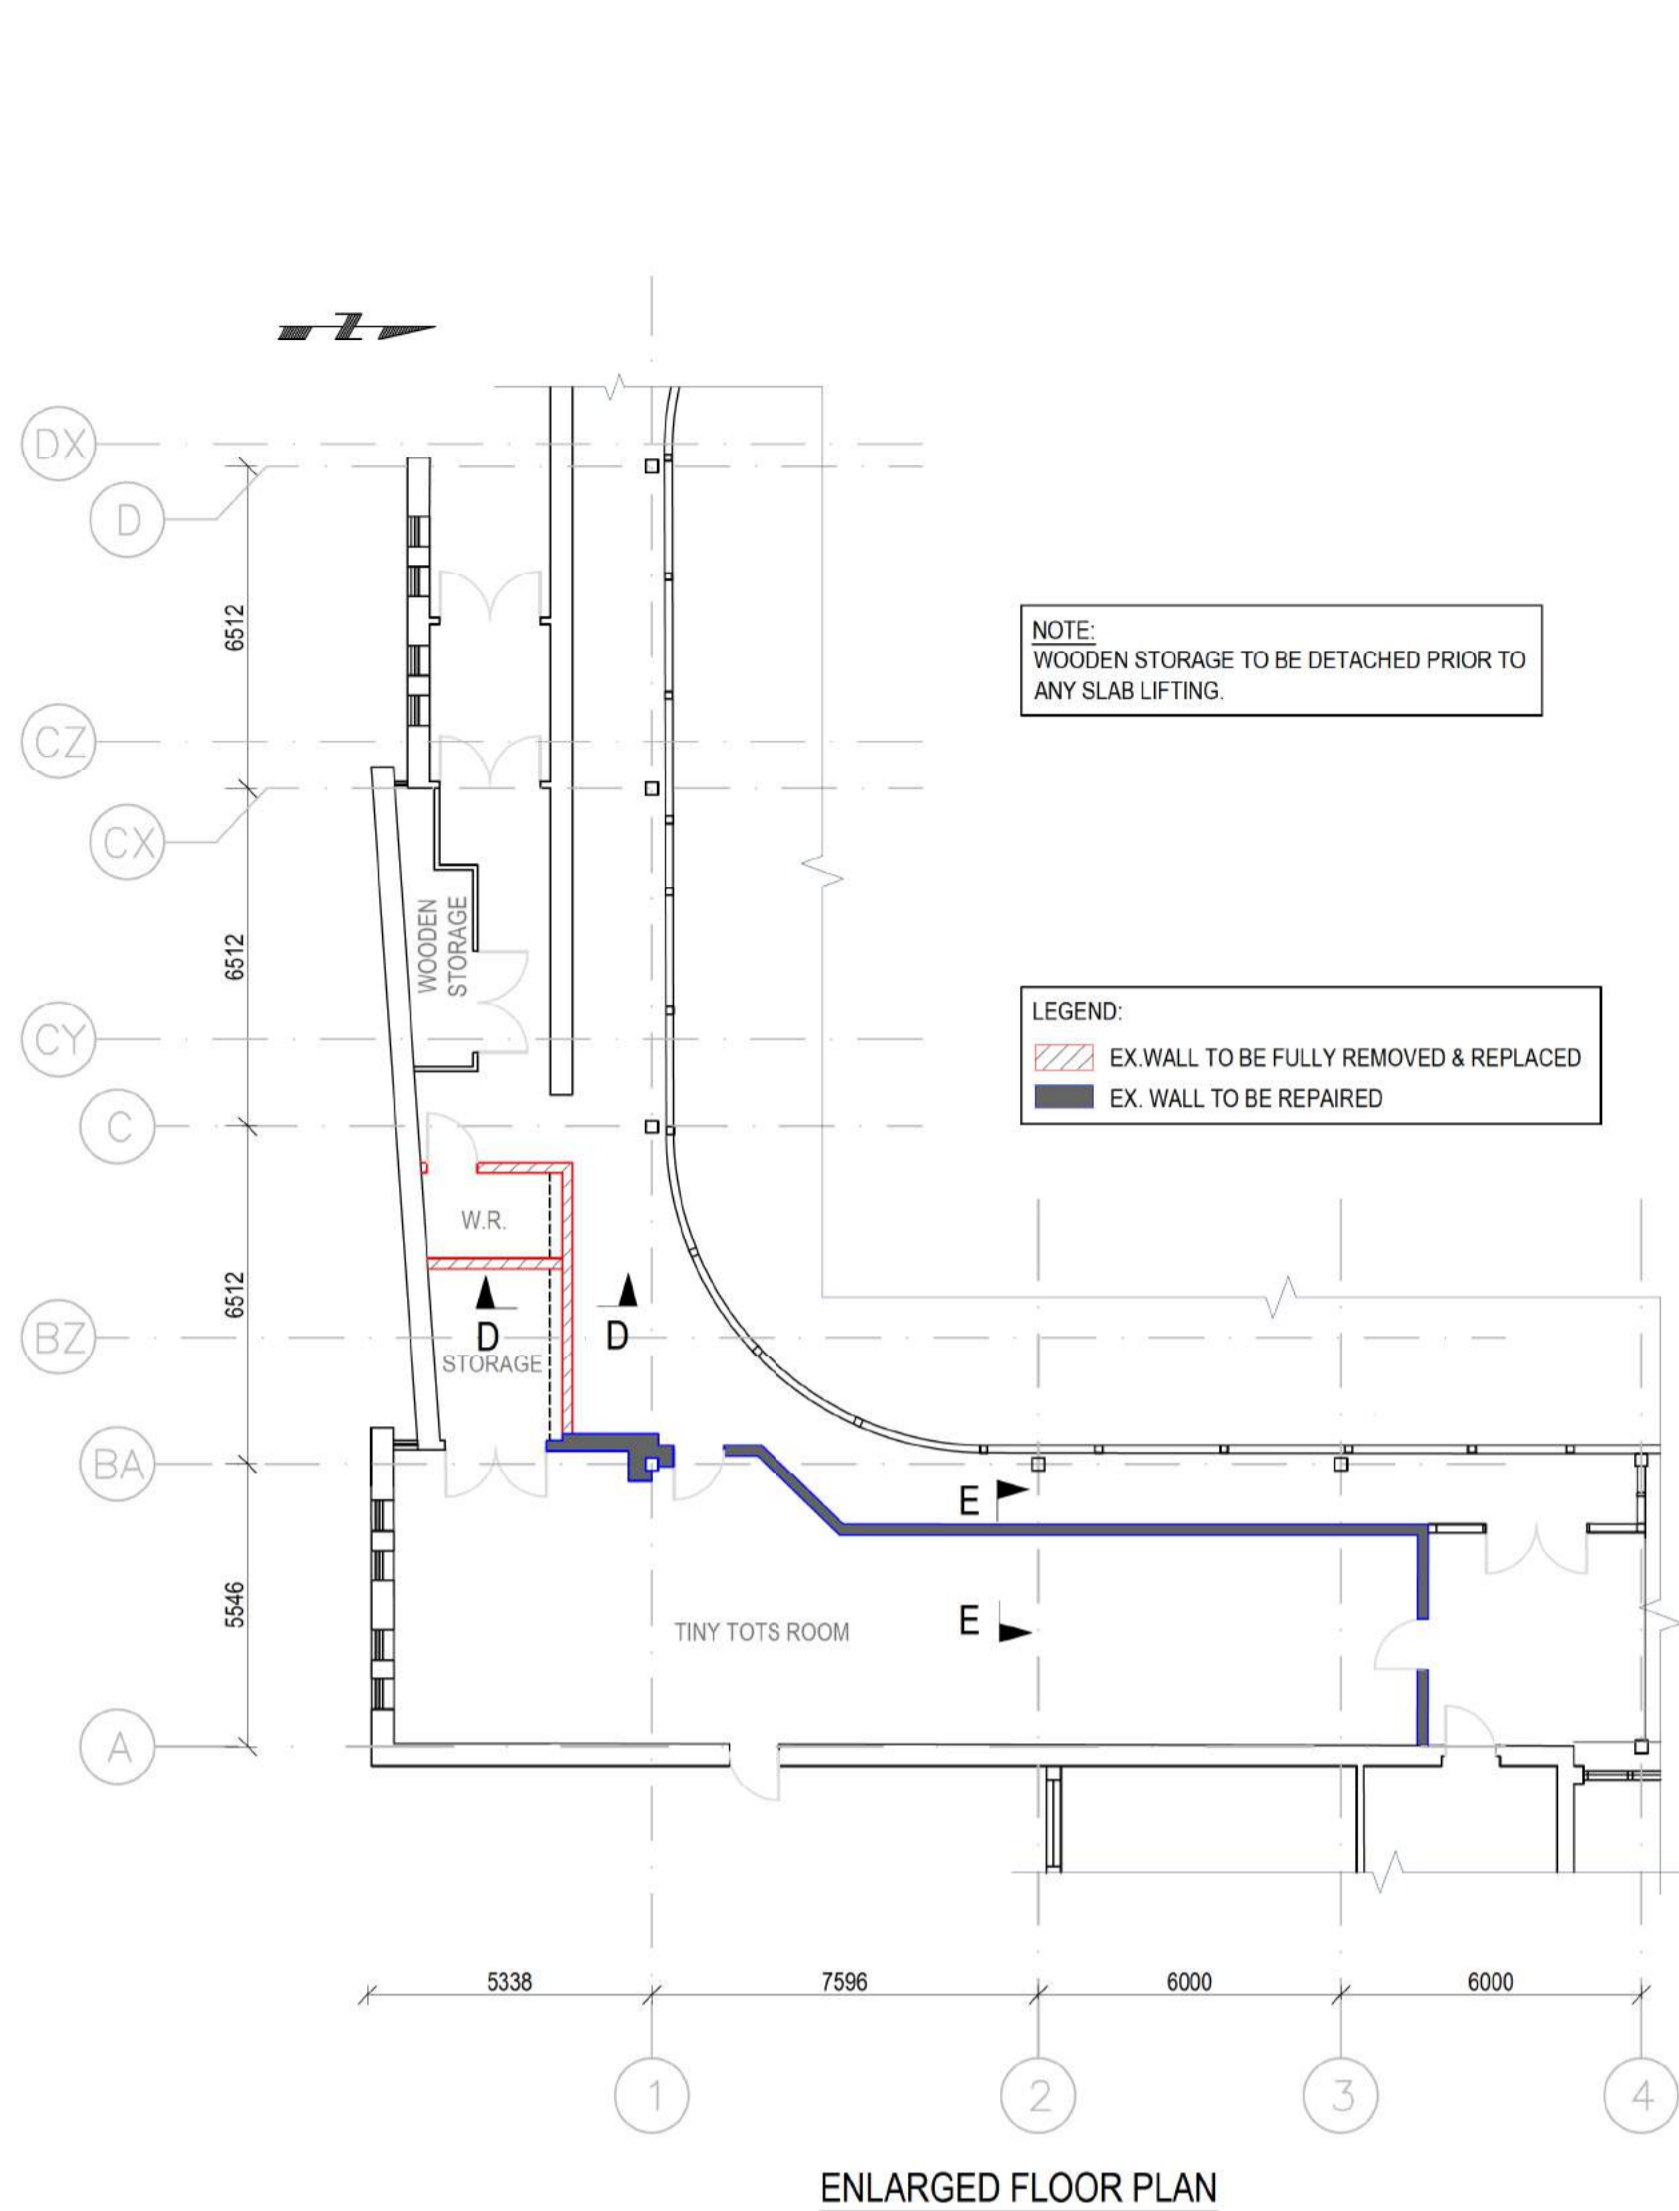 Z
DX
D
6512
NOTE:
WOODEN STORAGE TO BE DETACHED PRIOR TO
ANY SLAB LIFTING.
CZ
CX
WOODEN
STORAGE
6512
LEGEND:
EX.WALL TO BE FULLY REMOVED & REPLACED
EX. WALL TO BE REPAIRED
CY
C
W.R.
6512
BZ
D
D
STORAGE
BA
E
5546
E
TINY TOTS ROOM
A
5338
7596
6000
6000
1
2
3
4
ENLARGED FLOOR PLAN